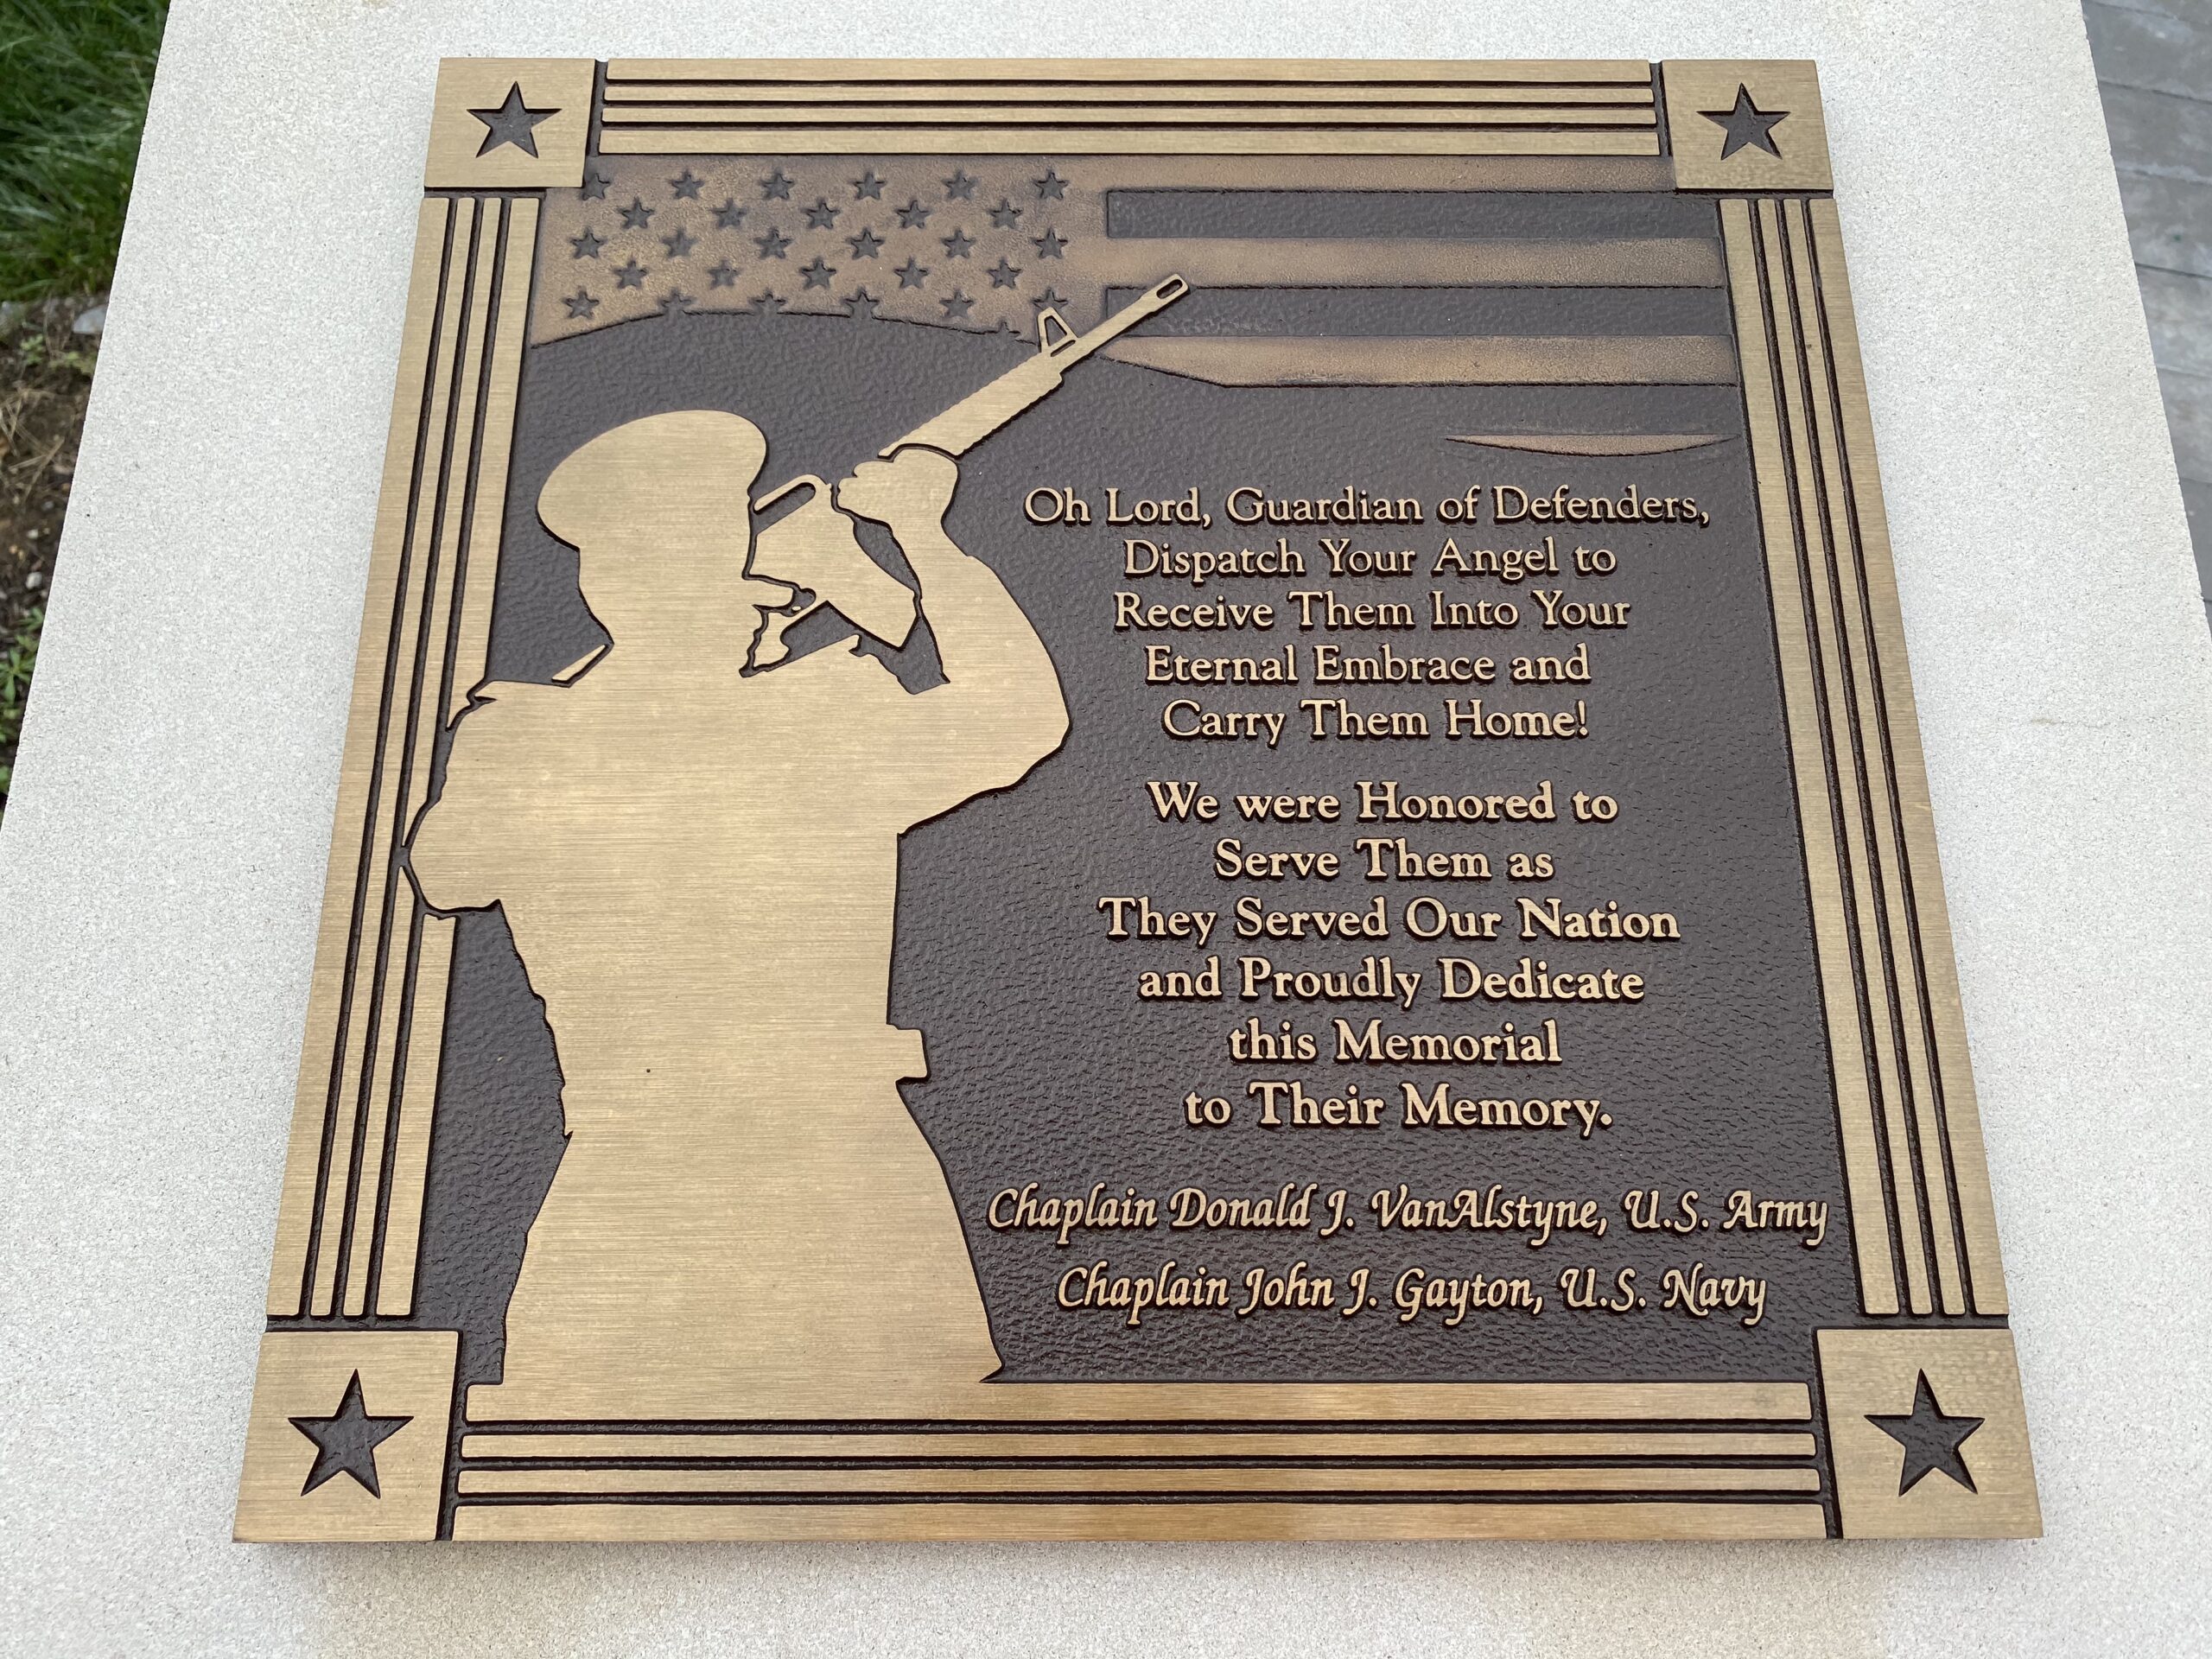 Oh Lord, Guardian of Defenders,
Dispatch Your Angel to
Receive Them Into Your
Eternal Embrace and
Carry Them Home!
We were Honored to
Serve Them as
They Served Our Nation
and Proudly Dedicate
this Memorial
to Their Memory.
Chaplain Donald J. VanAlstyne, U.S. Army
Chaplain John J. Gayton, U.S. Navy